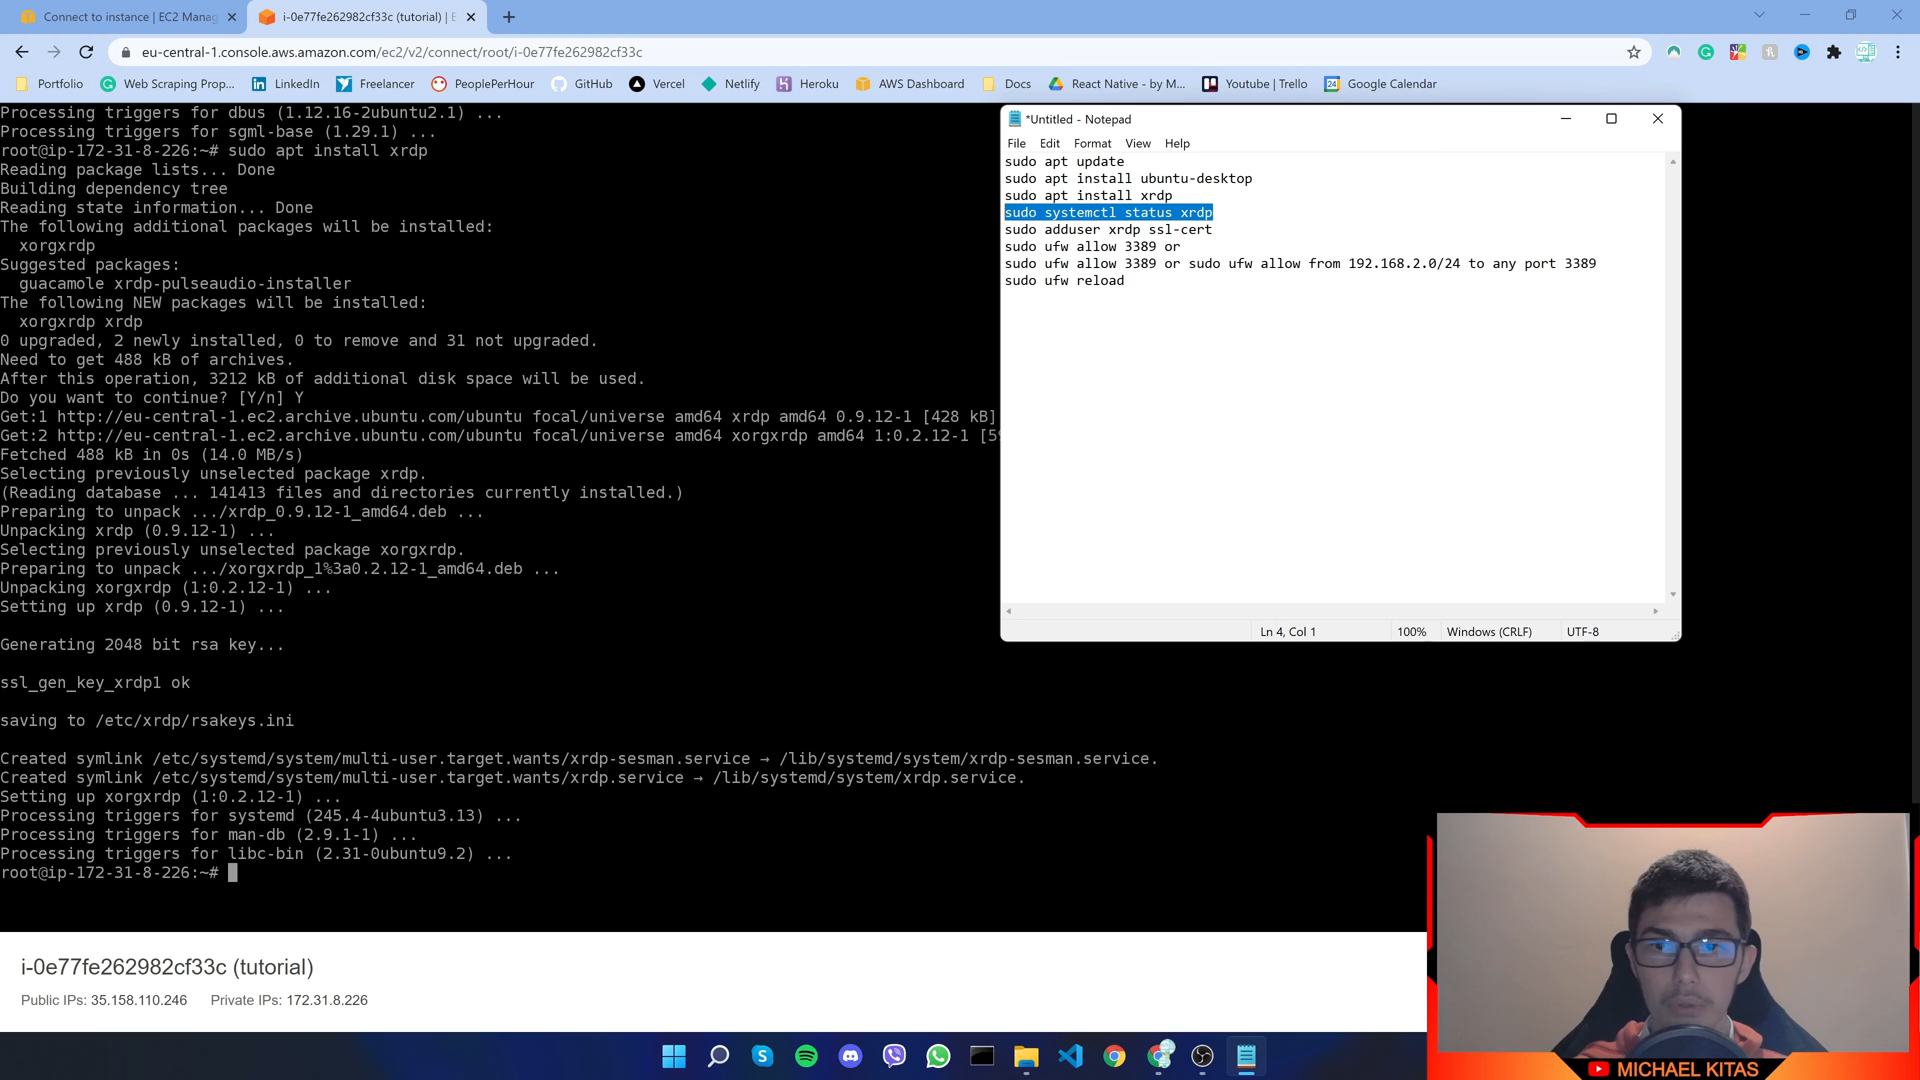 Connect to instance | EC2 Manag
i-0e77fe262982cf33c (tutorial) | E
eu-central-1.console.aws.amazon.com/ec2/v2/connect/root/i-0e77fe262982cf33c
Portfolio
Web Scraping Prop...
LinkedIn
Freelancer
PeoplePerHour
GitHub
Vercel
Netlify
Heroku
AWS Dashboard
Docs
React Native - by M...
Youtube | Trello
Google Calendar
Processing triggers for dbus (1.12.16-2ubuntu2.1) ...
Processing triggers for sgml-base (1.29.1) ...
root@ip-172-31-8-226:~# sudo apt install xrdp
Reading package lists... Done
Building dependency tree
Reading state information... Done
The following additional packages will be installed:
xorgxrdp
Suggested packages:
guacamole xrdp-pulseaudio-installer
The following NEW packages will be installed:
xorgxrdp xrdp
0 upgraded, 2 newly installed, 0 to remove and 31 not upgraded.
Need to get 488 kB of archives.
After this operation, 3212 kB of additional disk space will be used.
Do you want to continue? [Y/n] Y
Get:1 http://eu-central-1.ec2.archive.ubuntu.com/ubuntu focal/universe amd64 xrdp amd64 0.9.12-1 [428 kB]
Get:2 http://eu-central-1.ec2.archive.ubuntu.com/ubuntu focal/universe amd64 xorgxrdp amd64 1:0.2.12-1 [59
Fetched 488 kB in 0s (14.0 MB/s)
Selecting previously unselected package xrdp.
(Reading database ... 141413 files and directories currently installed.)
Preparing to unpack .../xrdp_0.9.12-1_amd64.deb ...
Unpacking xrdp (0.9.12-1) ...
Selecting previously unselected package xorgxrdp.
Preparing to unpack .../xorgxrdp_1%3a0.2.12-1_amd64.deb ...
Unpacking xorgxrdp (1:0.2.12-1) ...
Setting up xrdp (0.9.12-1) ...
Generating 2048 bit rsa key...
ssl_gen_key_xrdp1 ok
saving to /etc/xrdp/rsakeys.ini
Created symlink /etc/systemd/system/multi-user.target.wants/xrdp-sesman.service → /lib/systemd/system/xrdp-sesman.service.
Created symlink /etc/systemd/system/multi-user.target.wants/xrdp.service → /lib/systemd/system/xrdp.service.
Setting up xorgxrdp (1:0.2.12-1) ...
Processing triggers for systemd (245.4-4ubuntu3.13) ...
Processing triggers for man-db (2.9.1-1) ...
Processing triggers for libc-bin (2.31-0ubuntu9.2) ...
root@ip-172-31-8-226:~#
*Untitled - Notepad
File Edit Format View Help
sudo apt update
sudo apt install ubuntu-desktop
sudo apt install xrdp
sudo systemctl status xrdp
sudo adduser xrdp ssl-cert
sudo ufw allow 3389 or
sudo ufw allow 3389 or sudo ufw allow from 192.168.2.0/24 to any port 3389
sudo ufw reload
Ln 4, Col 1
100%
Windows (CRLF)
UTF-8
i-0e77fe262982cf33c (tutorial)
Public IPs: 35.158.110.246 Private IPs: 172.31.8.226
MICHAEL KITAS